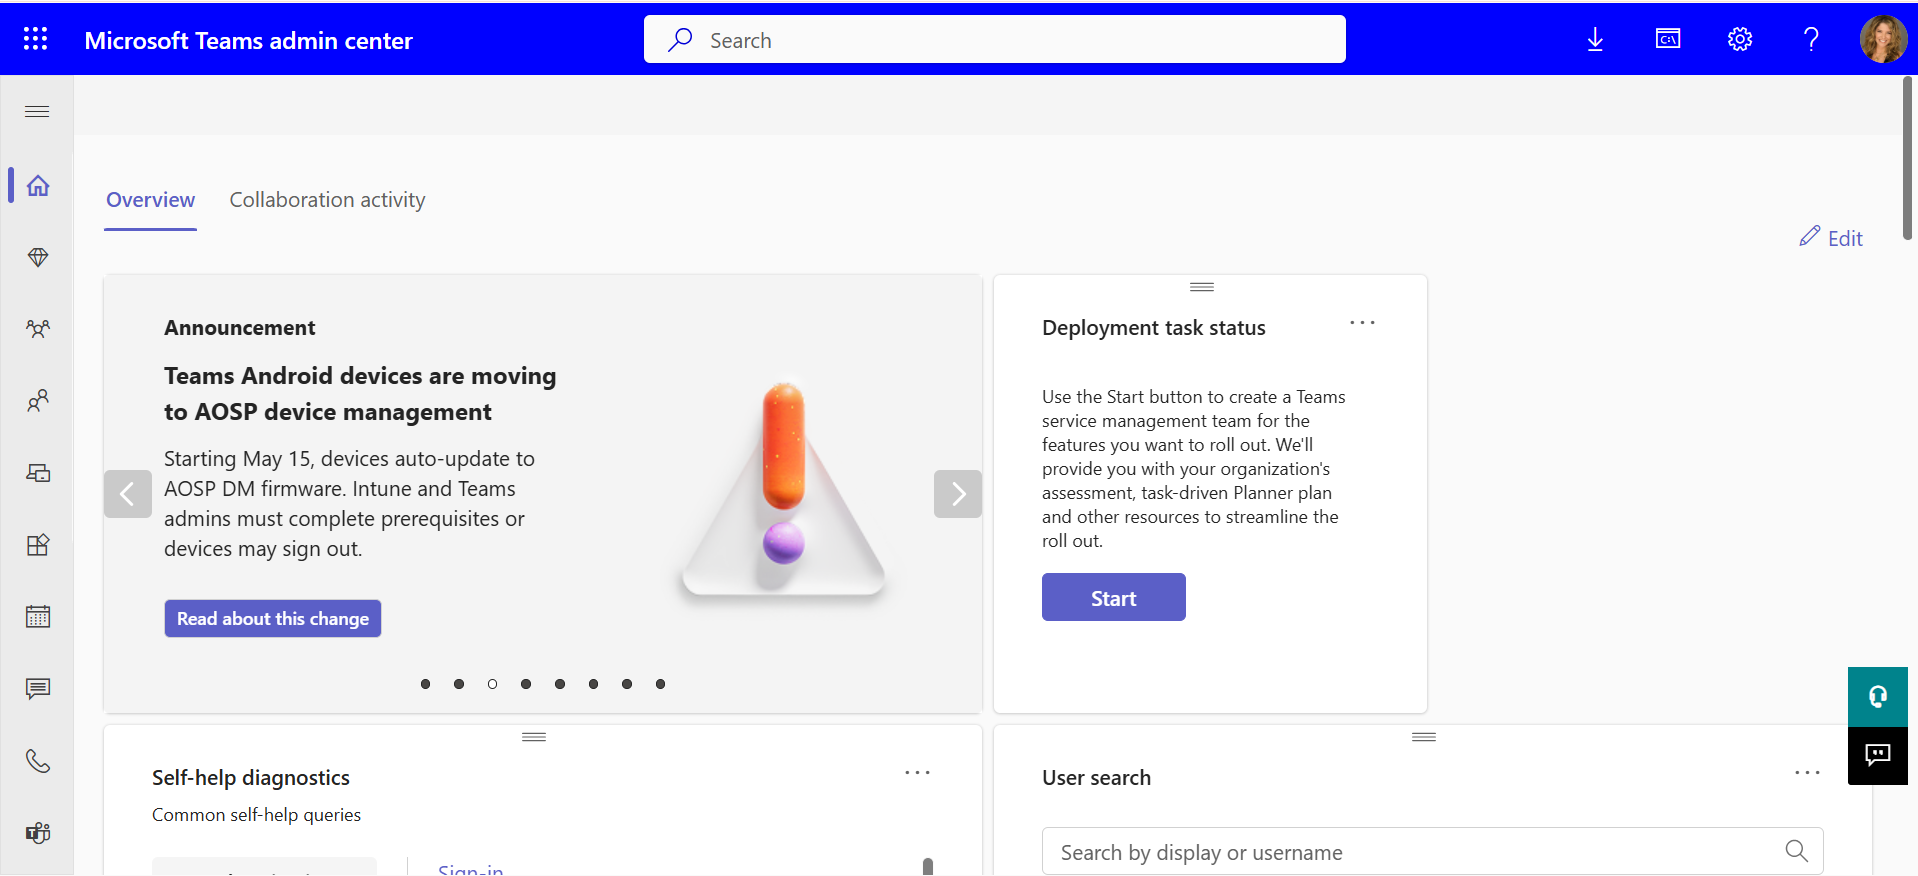 Microsoft Teams admin center
Search
C:\
Overview
Collaboration activity
Edit
Announcement
Teams Android devices are moving
to AOSP device management
Starting May 15, devices auto-update to
AOSP DM firmware. Intune and Teams
admins must complete prerequisites or
devices may sign out.
Read about this change
Deployment task status
Use the Start button to create a Teams
service management team for the
features you want to roll out. We'll
provide you with your organization's
assessment, task-driven Planner plan
and other resources to streamline the
roll out.
Start
Self-help diagnostics
Common self-help queries
Sign-in
User search
Search by display or username